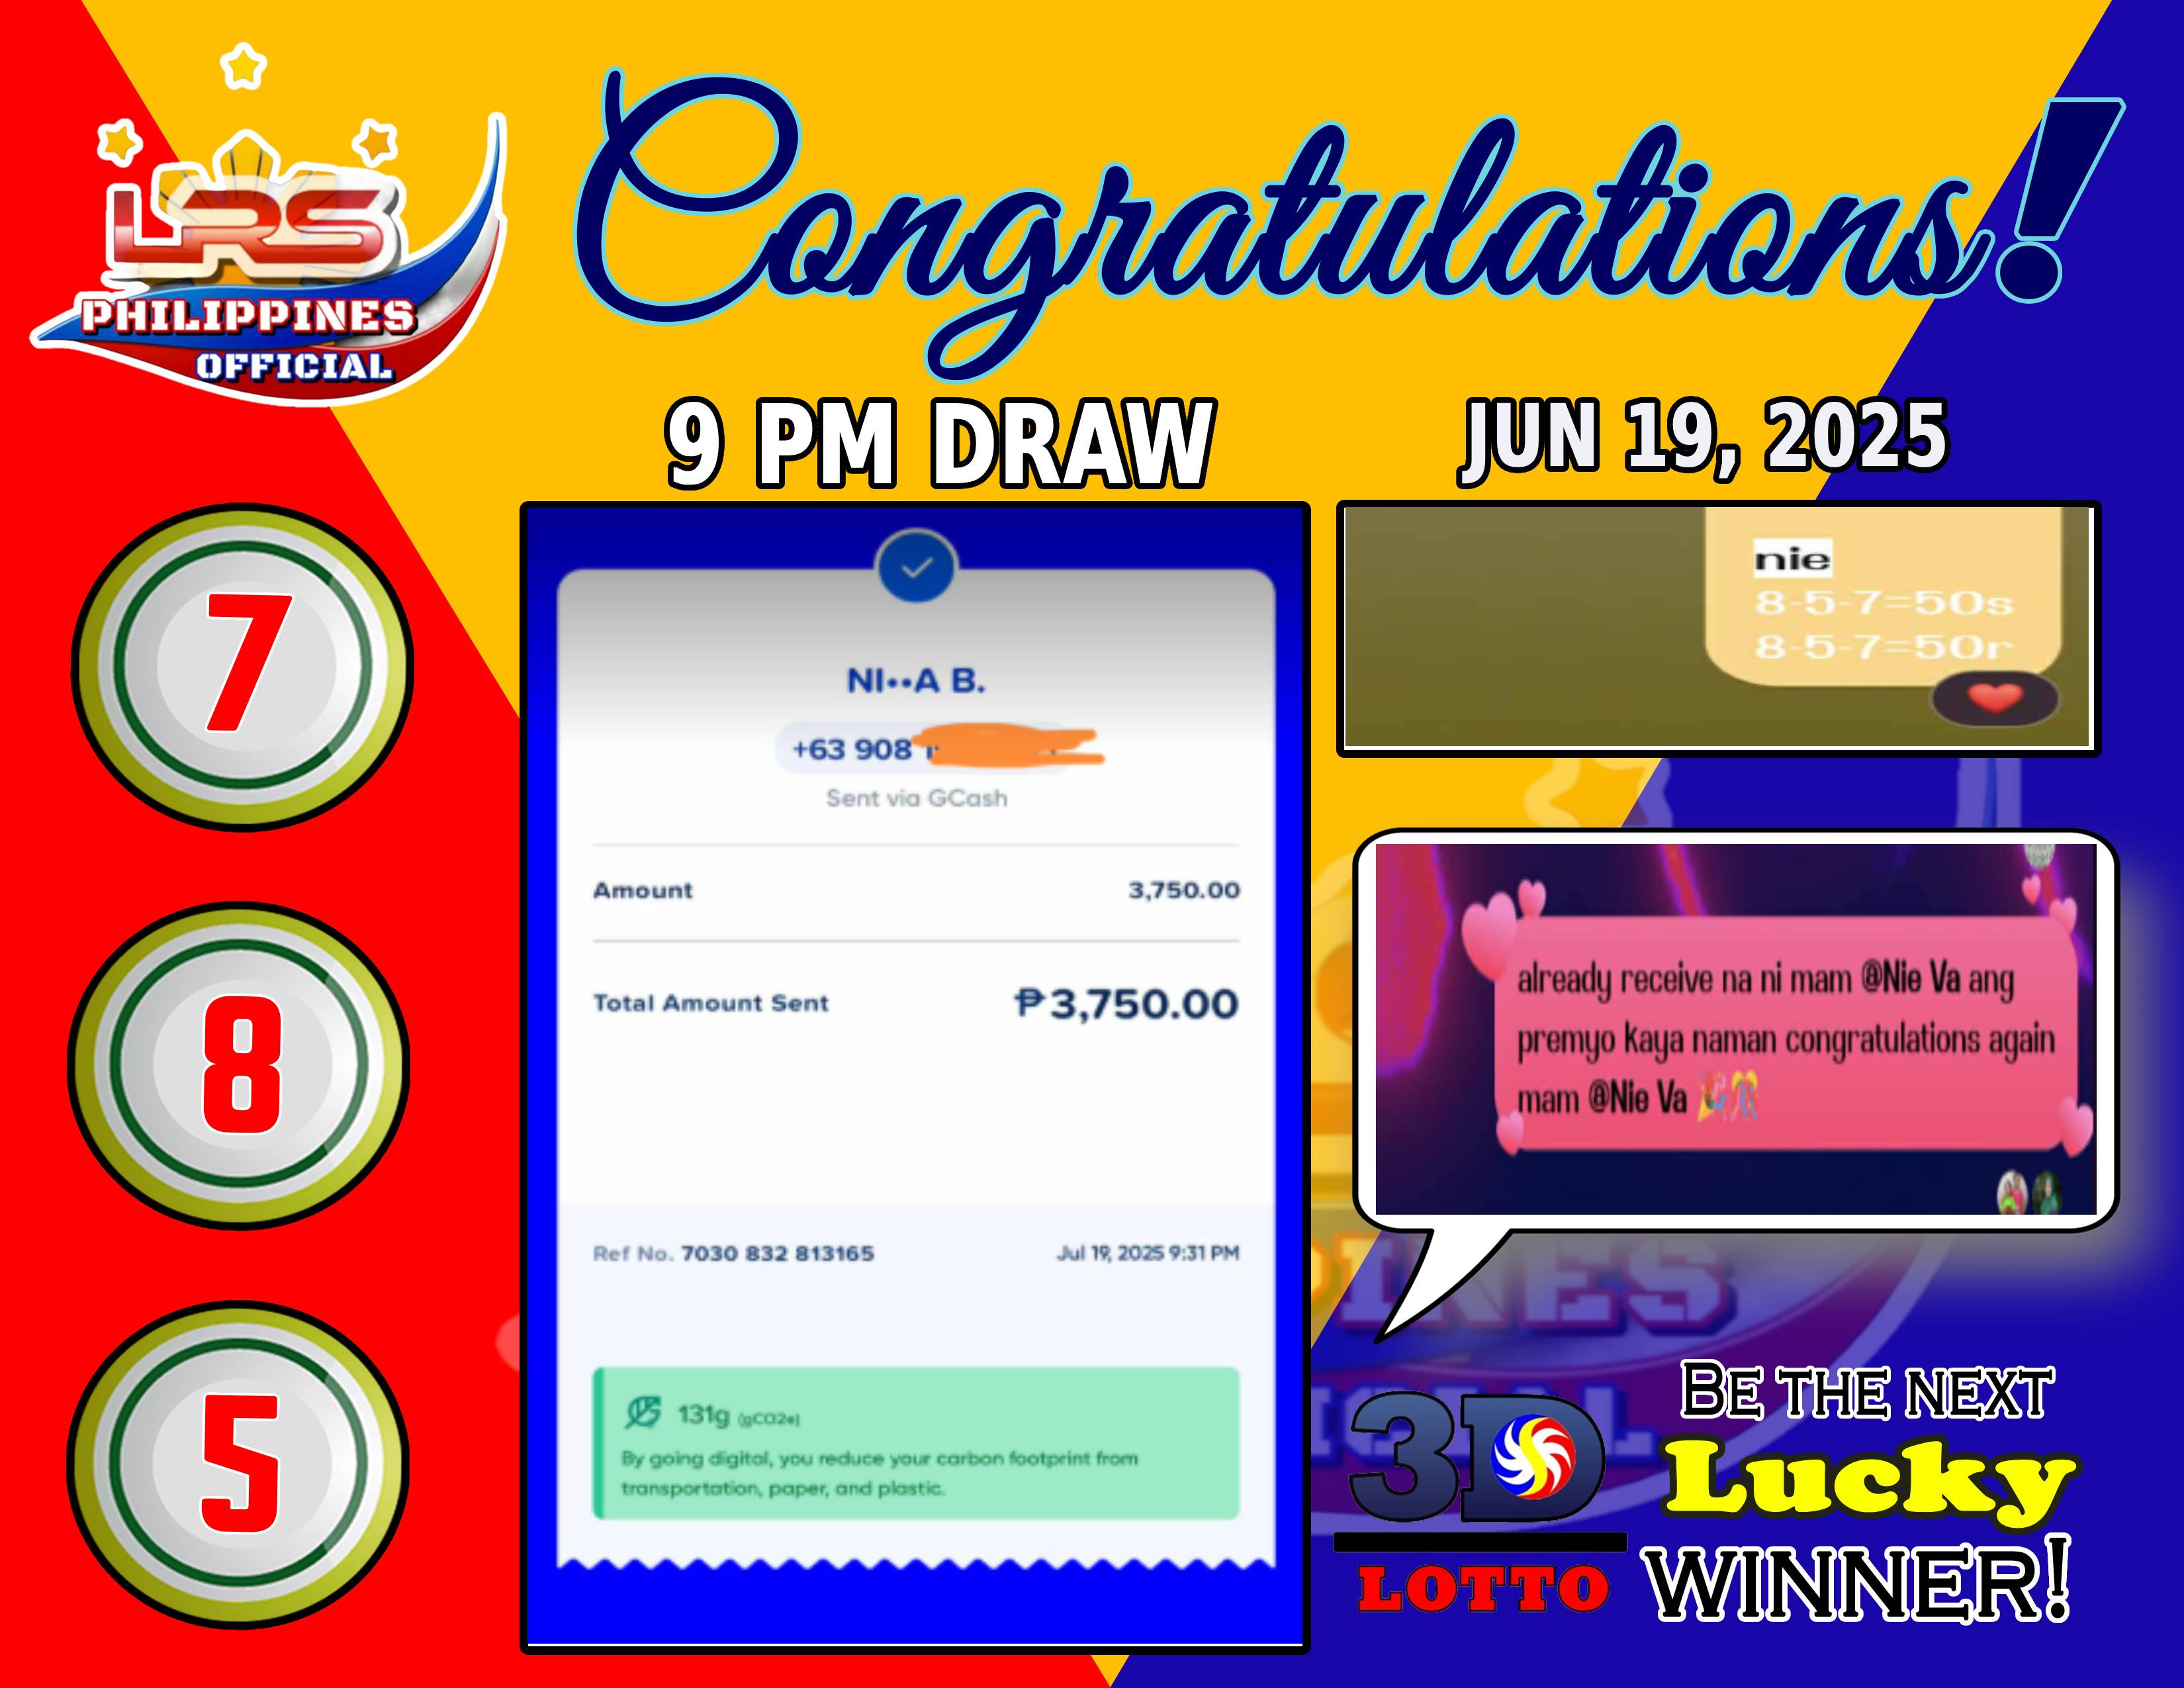 LRS
PHILIPPINES
OFFICIAL
Congratulations!
9 PM DRAW
JUN 19, 2025
7
8
5
NI••A B.
+63 908
Sent via GCash
Amount 3,750.00
Total Amount Sent ₱3,750.00
Ref No. 7030 832 813165 Jul 19, 2025 9:31 PM
131g (gCO2e)
By going digital, you reduce your carbon footprint from
transportation, paper, and plastic.
nie
8-5-7=50s
8-5-7=50r
already receive na ni mam @Nie Va ang
premyo kaya naman congratulations again
mam @Nie Va 🎉🎊
3D
LOTTO
BE THE NEXT
Lucky
WINNER!